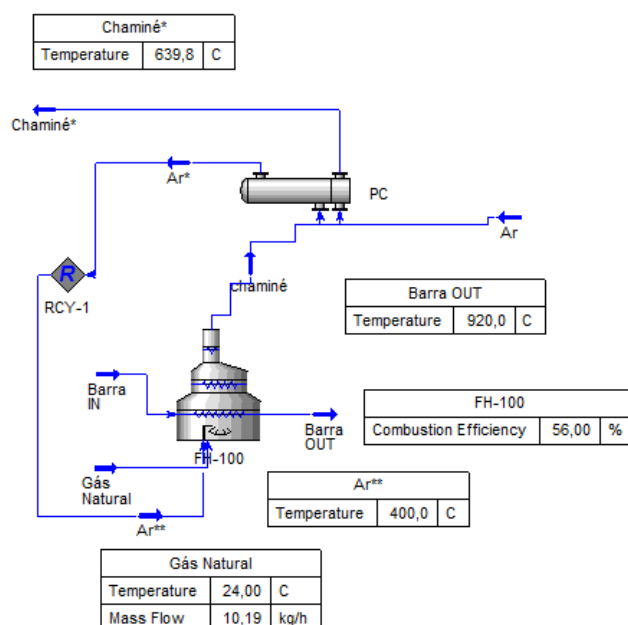 Chaminé*
Temperature 639,8 C
Chaminé*
Ar*
PC
Ar
R
RCY-1
chaminé
Barra OUT
Temperature 920,0 C
Barra
IN
Barra
OUT
FH-100
Combustion Efficiency 56,00 %
FH-100
Gás
Natural
Ar**
Temperature 400,0 C
Ar**
Gás Natural
Temperature 24,00 C
Mass Flow 10,19 kg/h